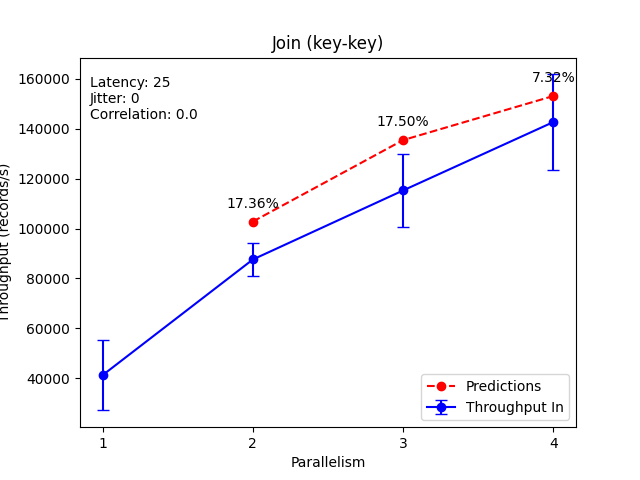 Join (key-key)
Latency: 25
Jitter: 0
Correlation: 0.0
7.32%
17.50%
17.36%
Throughput (records/s)
160000
140000
120000
100000
80000
60000
40000
Predictions
Throughput In
1 2 3 4
Parallelism